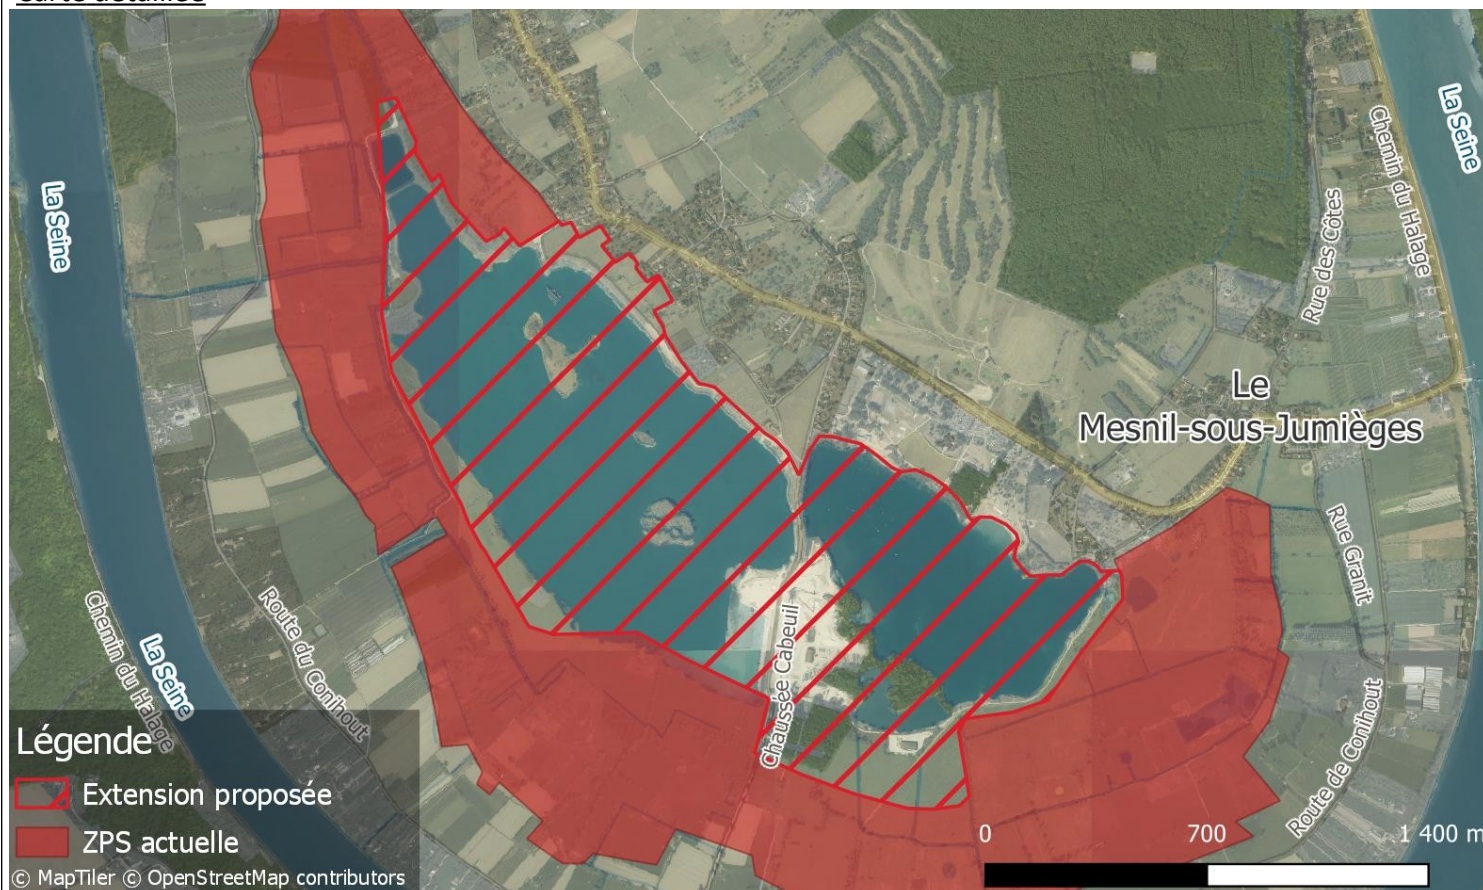 Carte détaillée
La Seine
Chemin du Halage
Rue des Côtes
La Seine
Le
Mesnil-sous-Jumièges
Rue Granit
Route du Conihout
Chemin du Halage
La Seine
Chaussée Cabeuil
Route de Conihout
Légende
Extension proposée
ZPS actuelle
0 700 1 400 m
© MapTiler © OpenStreetMap contributors